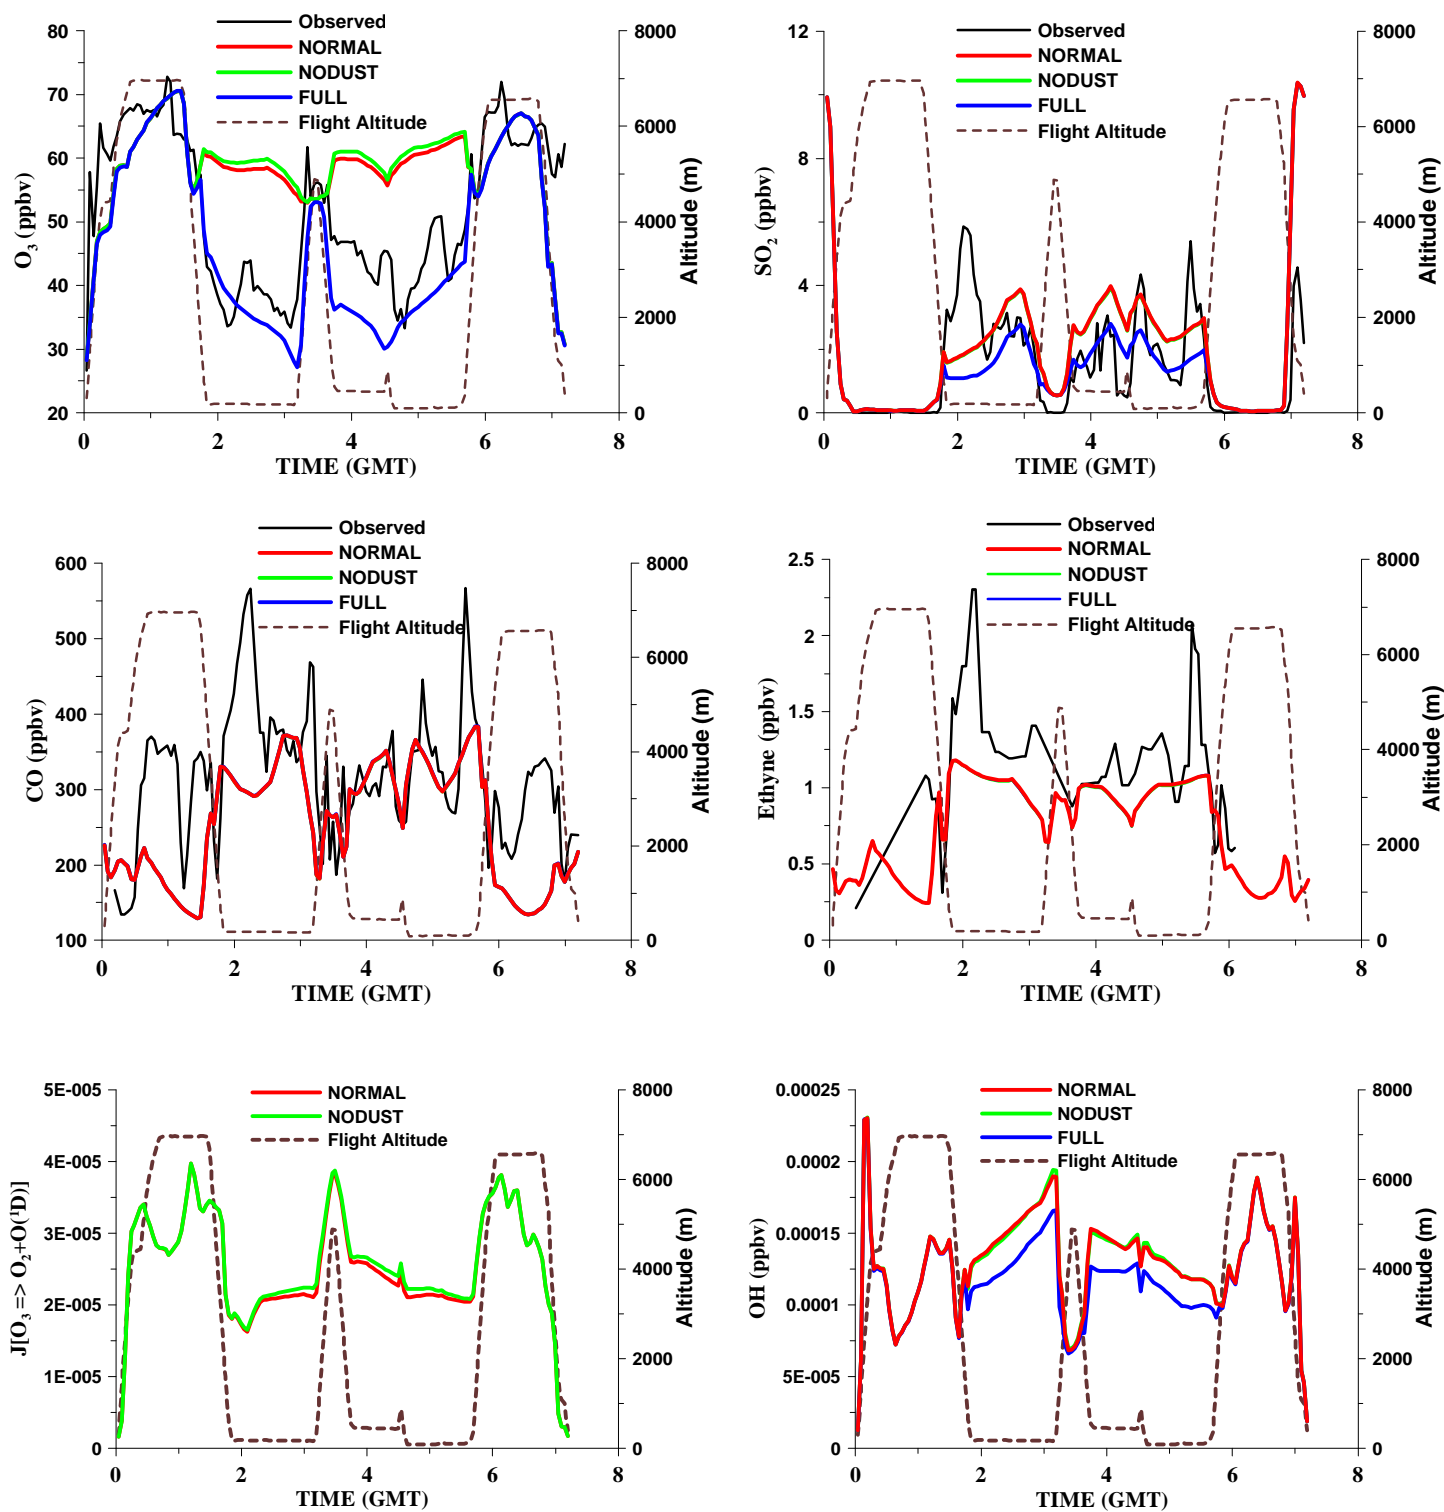 Observed
NORMAL
NODUST
FULL
Flight Altitude
80
70
60
50
40
30
20
O3 (ppbv)
8000
6000
4000
2000
0
Altitude (m)
0 2 4 6 8
TIME (GMT)
Observed
NORMAL
NODUST
FULL
Flight Altitude
12
8
4
0
SO2 (ppbv)
8000
6000
4000
2000
0
Altitude (m)
0 2 4 6 8
TIME (GMT)
Observed
NORMAL
NODUST
FULL
Flight Altitude
600
500
400
300
200
100
CO (ppbv)
8000
6000
4000
2000
0
Altitude (m)
0 2 4 6 8
TIME (GMT)
Observed
NORMAL
NODUST
FULL
Flight Altitude
2.5
2
1.5
1
0.5
0
Ethyne (ppbv)
8000
6000
4000
2000
0
Altitude (m)
0 2 4 6 8
TIME (GMT)
NORMAL
NODUST
Flight Altitude
5E-005
4E-005
3E-005
2E-005
1E-005
0
J[O3 => O2+O(¹D)]
8000
6000
4000
2000
0
Altitude (m)
0 2 4 6 8
TIME (GMT)
NORMAL
NODUST
FULL
Flight Altitude
0.00025
0.0002
0.00015
0.0001
5E-005
0
OH (ppbv)
8000
6000
4000
2000
0
Altitude (m)
0 2 4 6 8
TIME (GMT)